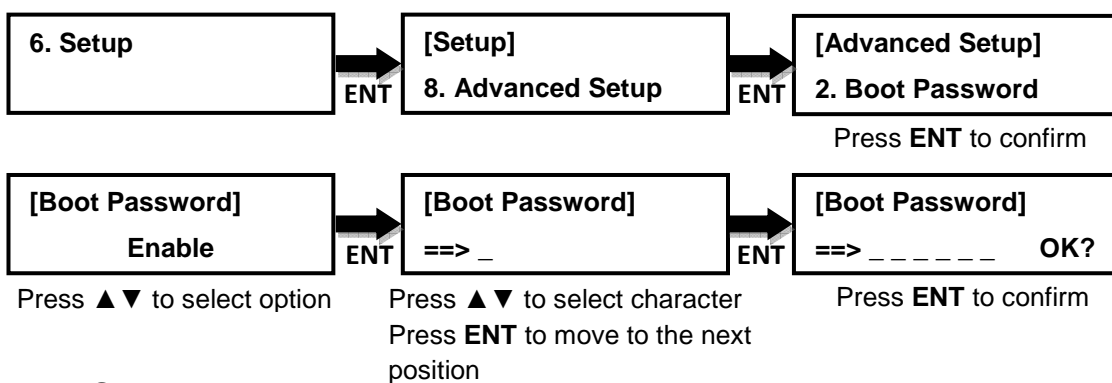 6. Setup
ENT
[Setup]
8. Advanced Setup
ENT
[Advanced Setup]
2. Boot Password
Press ENT to confirm
[Boot Password]
Enable
ENT
[Boot Password]
==> _
ENT
[Boot Password]
==> _ _ _ _ _ _ OK?
Press ▲▼ to select option
Press ▲▼ to select character
Press ENT to move to the next
position
Press ENT to confirm